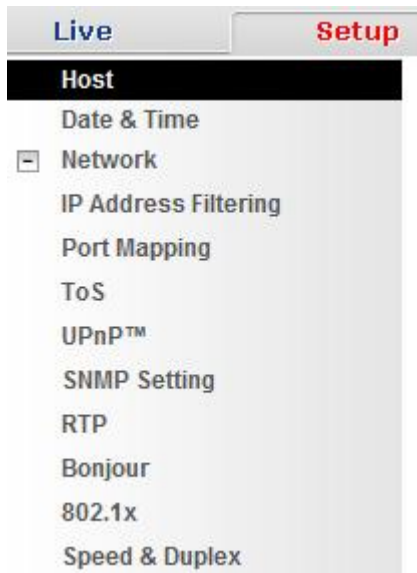 Live Setup
Host
Date & Time
Network
IP Address Filtering
Port Mapping
ToS
UPnP™
SNMP Setting
RTP
Bonjour
802.1x
Speed & Duplex